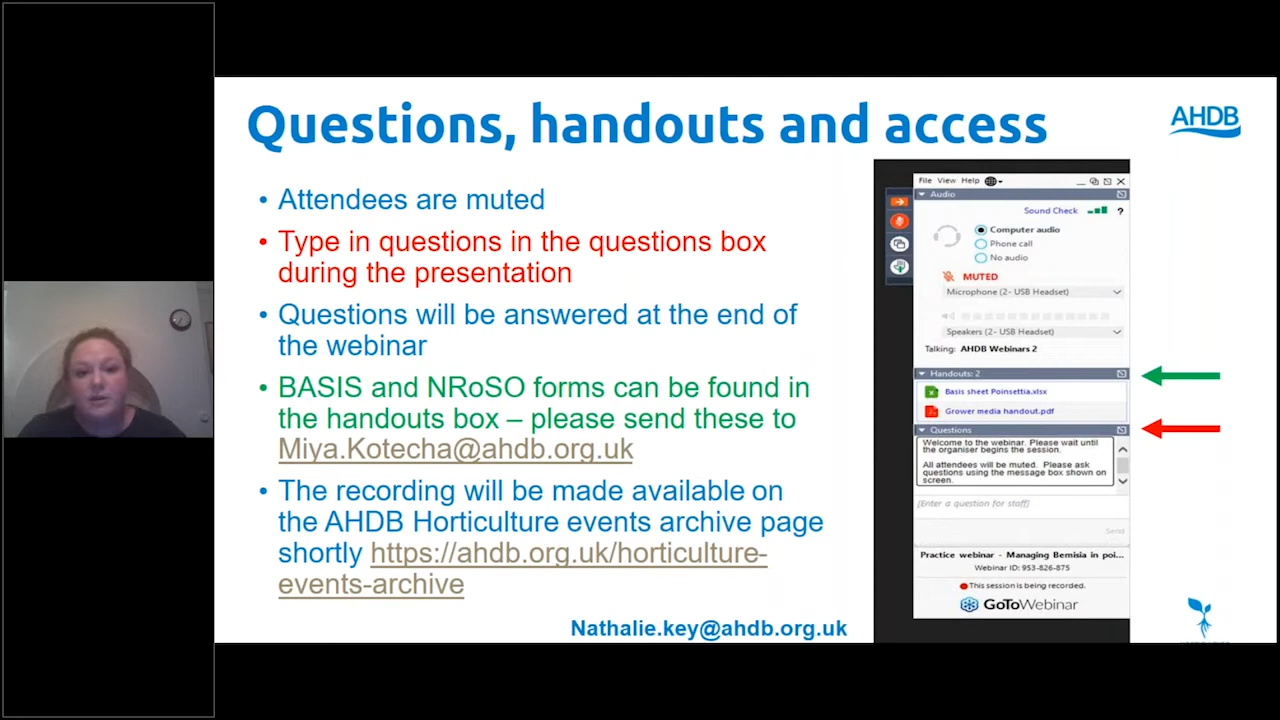 Questions, handouts and access
AHDB
• Attendees are muted
• Type in questions in the questions box
during the presentation
• Questions will be answered at the end of
the webinar
• BASIS and NRoSO forms can be found in
the handouts box – please send these to
Miya.Kotecha@ahdb.org.uk
• The recording will be made available on
the AHDB Horticulture events archive page
shortly https://ahdb.org.uk/horticulture-
events-archive
Nathalie.key@ahdb.org.uk
File View Help
Audio
Sound Check ?
Computer audio
Phone call
No audio
MUTED
Microphone (2- USB Headset)
Speakers (2- USB Headset)
Talking: AHDB Webinars 2
Handouts: 2
Basis sheet Poinsettia.xlsx
Grower media handout.pdf
Questions
Welcome to the webinar. Please wait until
the organiser begins the session.
All attendees will be muted. Please ask
questions using the message box shown on
screen.
[Enter a question for staff]
Send
Practice webinar - Managing Bemisia in poi...
Webinar ID: 953-826-875
This session is being recorded.
GoToWebinar